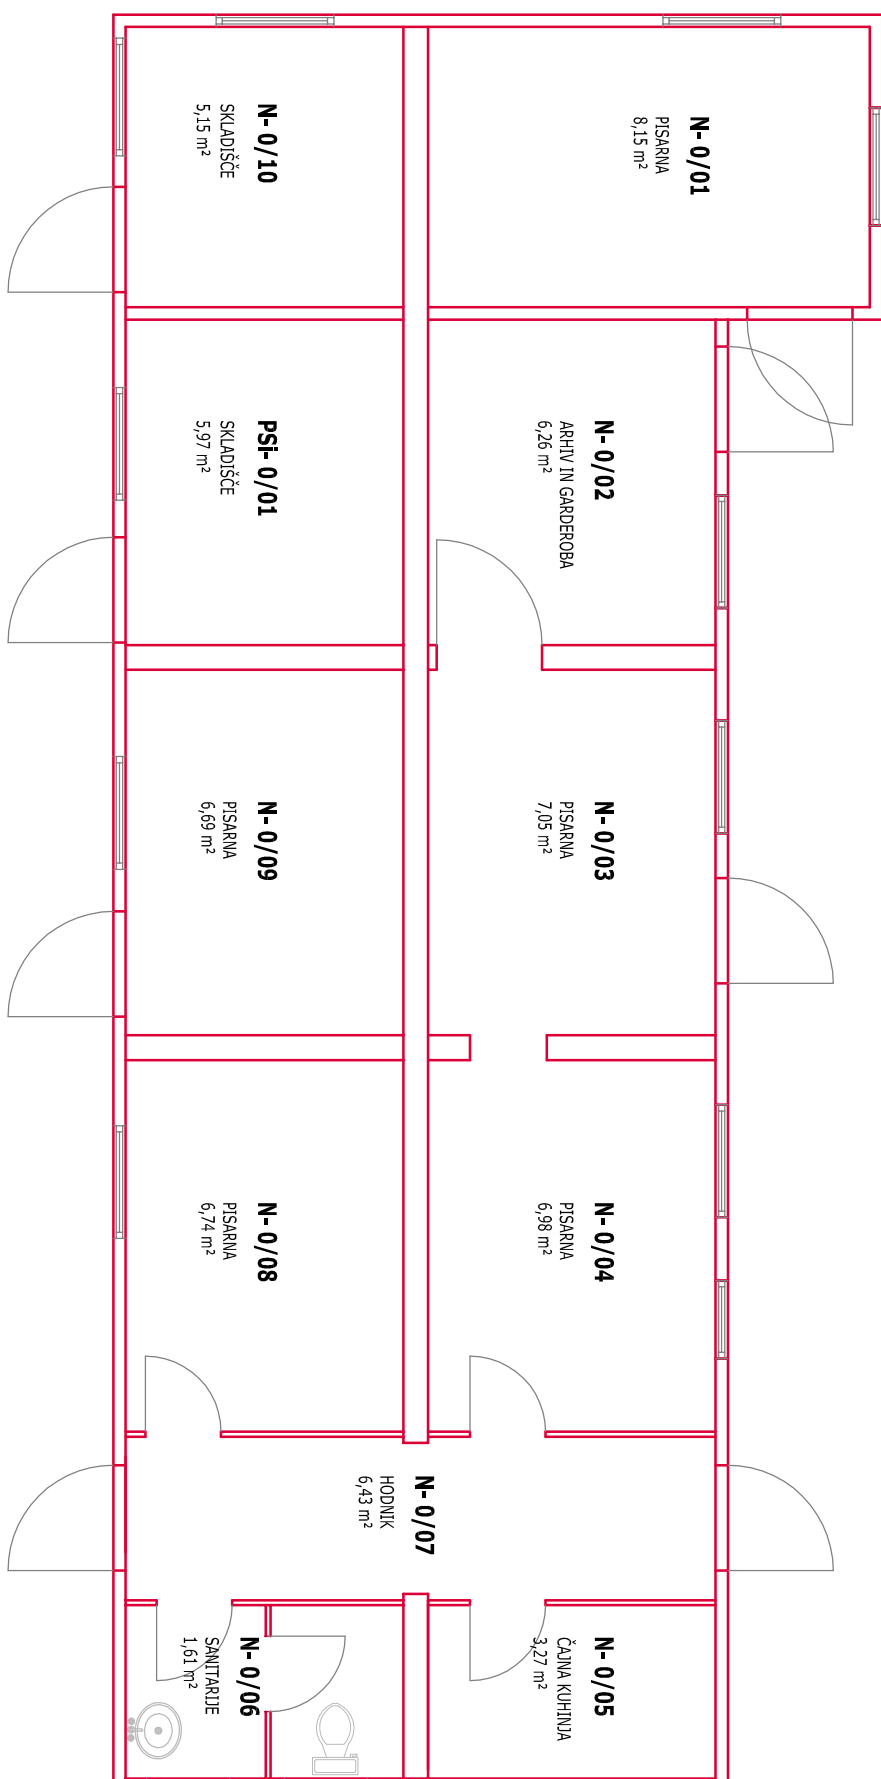 N- 0/01
PISARNA
8,15 m²
N- 0/10
SKLADIŠČE
5,15 m²
N- 0/02
ARHIV IN GARDEROBA
6,26 m²
PSi- 0/01
SKLADIŠČE
5,97 m²
N- 0/03
PISARNA
7,05 m²
N- 0/09
PISARNA
6,69 m²
N- 0/04
PISARNA
6,98 m²
N- 0/08
PISARNA
6,74 m²
N- 0/07
HODNIK
6,43 m²
N- 0/05
ČAJNA KUHINJA
3,27 m²
N- 0/06
SANITARIJE
1,61 m²